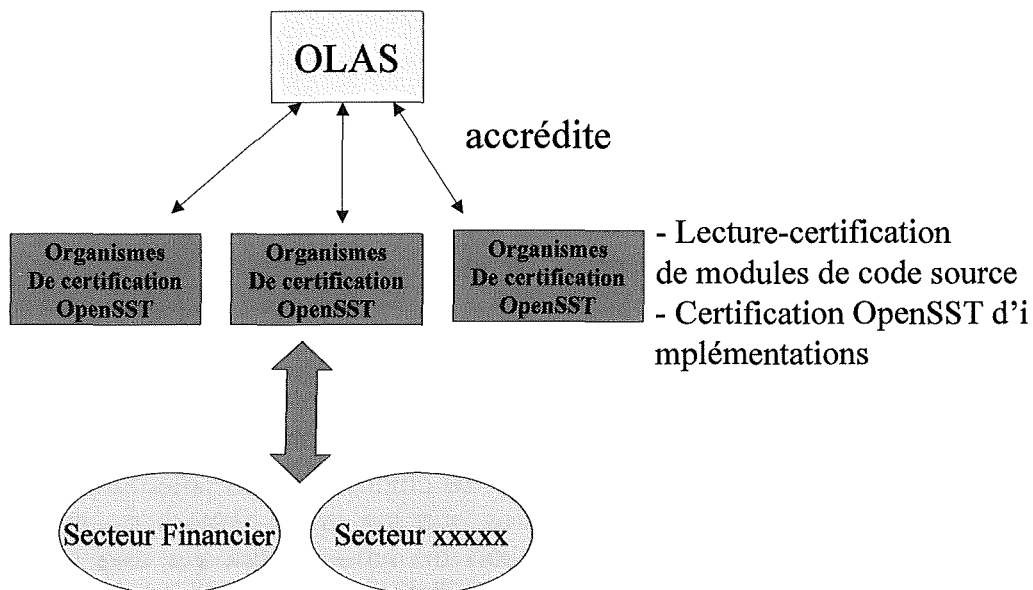 OLAS
accrédite
Organismes
De certification
OpenSST
Organismes
De certification
OpenSST
Organismes
De certification
OpenSST
- Lecture-certification
de modules de code source
- Certification OpenSST d'i
mplémentations
Secteur Financier
Secteur xxxxx